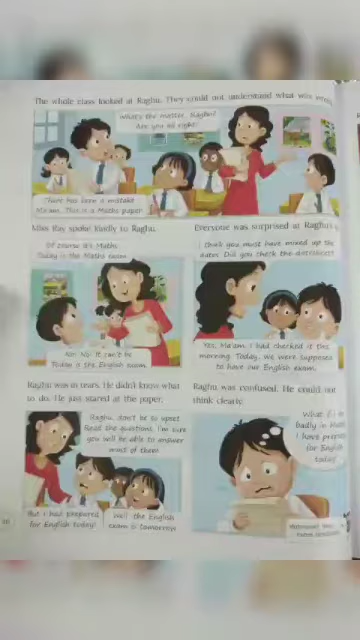 The whole class looked at Raghu. They could not understand what was
What's the matter, Raghu?
Are you all right?
There has been a mistake
Ma'am. This is a Maths paper
Miss Ray spoke kindly to Raghu.
Everyone was surprised at Raghu's
Of course it's Maths.
Today is the Maths exam
I think you must have mixed up the
dates. Did you check the datesheet?
No! No! It can't be
Today is the English exam.
Yes, Ma'am. I had checked it this
morning. Today, we were supposed
to have our English exam.
Raghu was in tears. He didn't know what
to do. He just stared at the paper.
Raghu was confused. He could not
think clearly.
Raghu, don't be so upset
Read the questions. I'm sure
you will be able to answer
most of them.
What if I
badly in
I have prepared
for English
today!
But I had prepared
for English today!
Well the English
exam is tomorrow